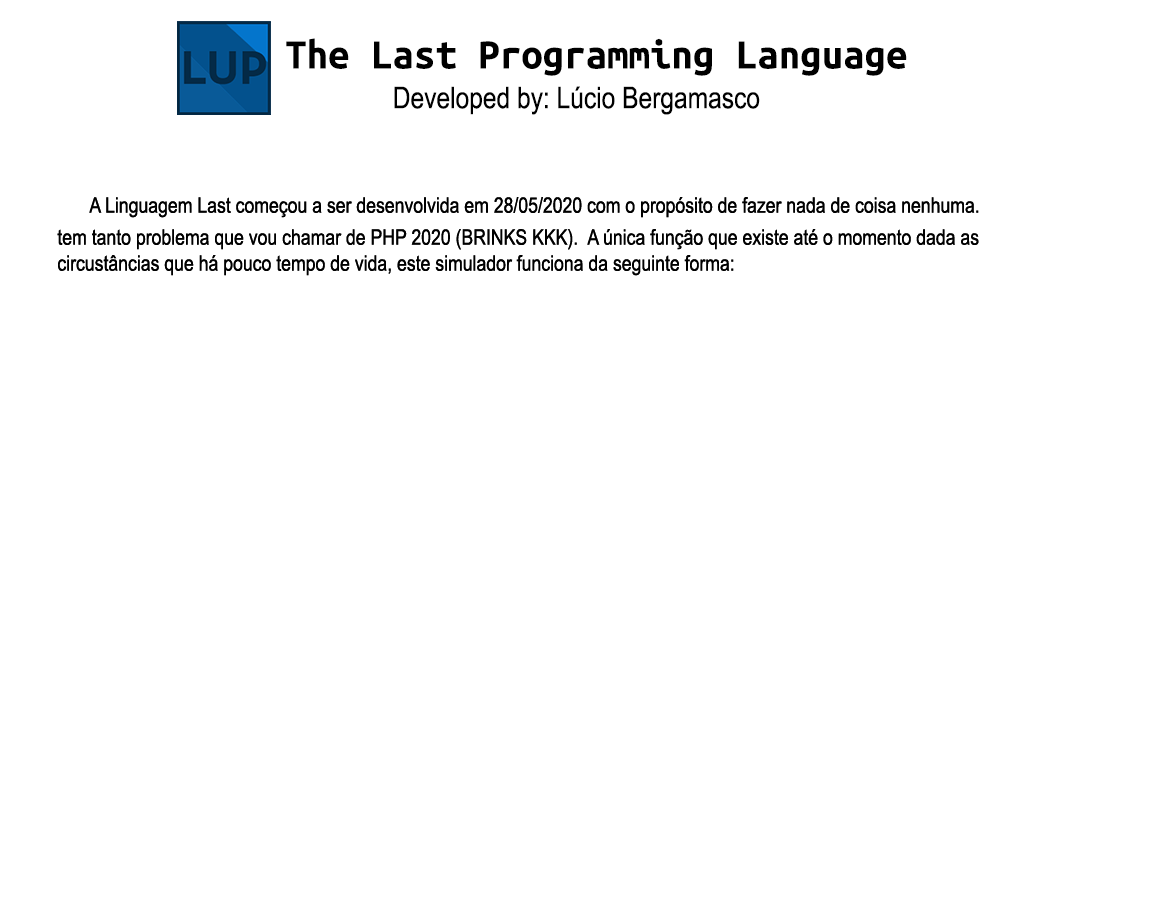 LUP
The Last Programming Language
Developed by: Lúcio Bergamasco
A Linguagem Last começou a ser desenvolvida em 28/05/2020 com o propósito de fazer nada de coisa nenhuma.
tem tanto problema que vou chamar de PHP 2020 (BRINKS KKK).  A única função que existe até o momento dada as
circustâncias que há pouco tempo de vida, este simulador funciona da seguinte forma: